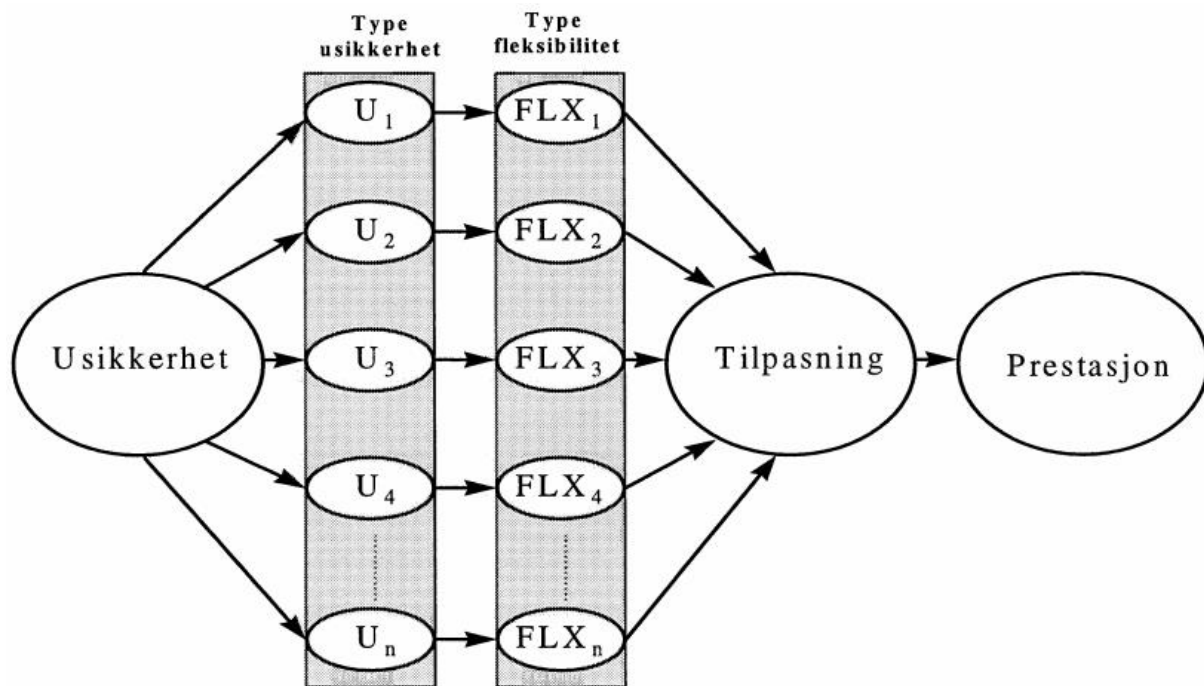 Type
usikkerhet
Type
fleksibilitet
U₁
FLX₁
U₂
FLX₂
Usikkerhet
U₃
FLX₃
Tilpasning
Prestasjon
U₄
FLX₄
Uₙ
FLXₙ